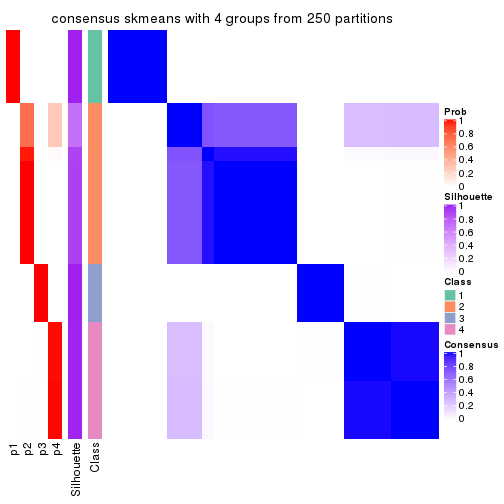 consensus skmeans with 4 groups from 250 partitions
Prob
1
0.8
0.6
0.4
0.2
0
Silhouette
1
0.8
0.6
0.4
0.2
0
Class
1
2
3
4
Consensus
1
0.8
0.6
0.4
0.2
0
p1
p2
p3
p4
Silhouette
Class